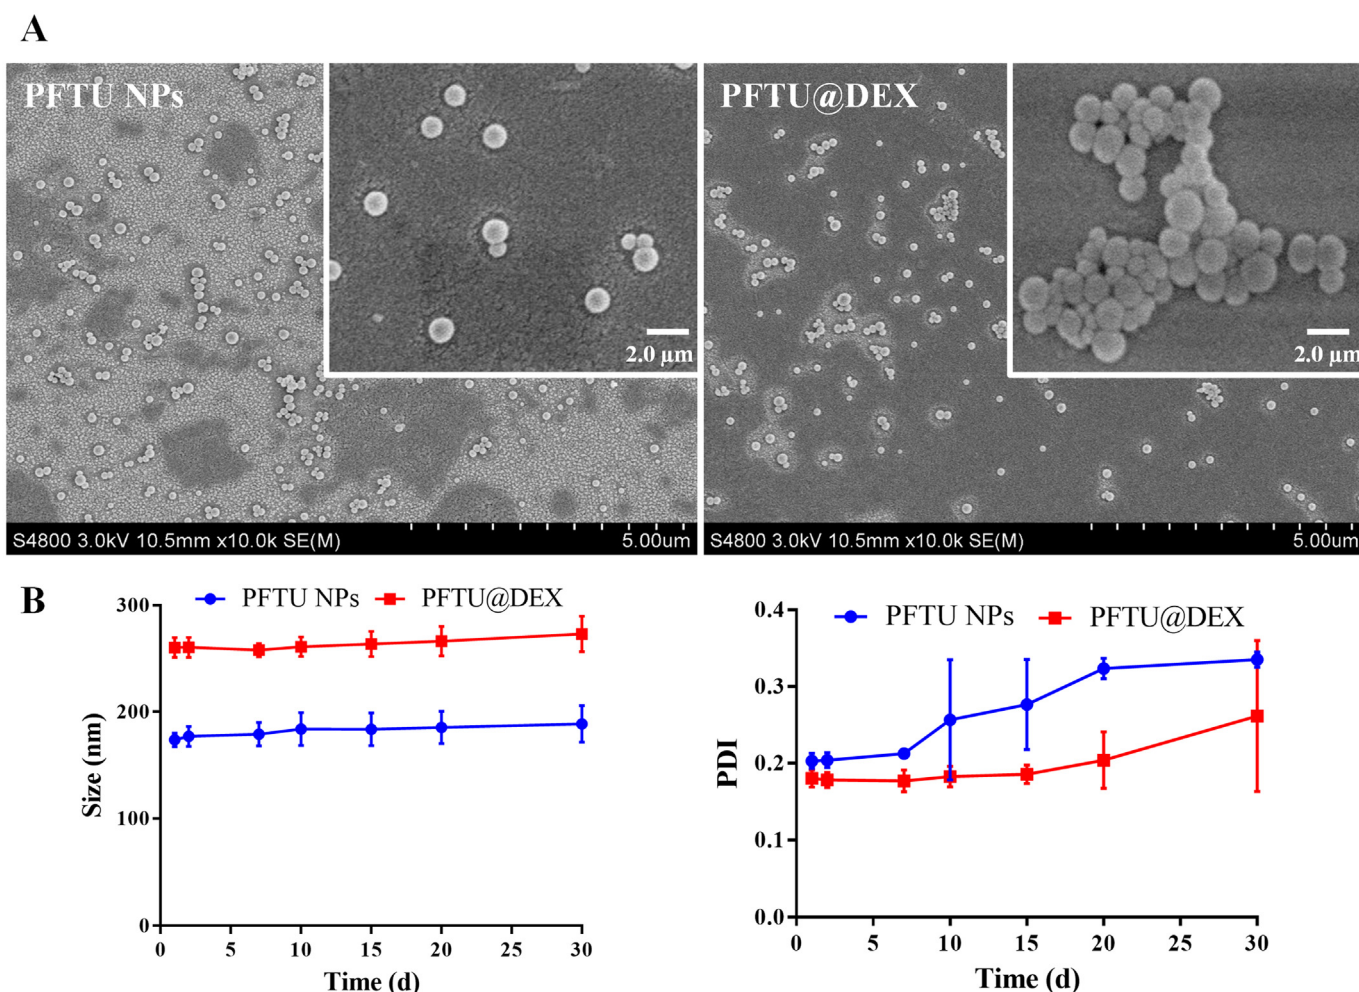 A
PFTU NPs
2.0 μm
S4800 3.0kV 10.5mm x10.0k SE(M)
5.00um
PFTU@DEX
2.0 μm
S4800 3.0kV 10.5mm x10.0k SE(M)
5.00um
B
PFTU NPs
PFTU@DEX
Size (nm)
300
200
100
0
0 5 10 15 20 25 30
Time (d)
PFTU NPs
PFTU@DEX
PDI
0.4
0.3
0.2
0.1
0.0
0 5 10 15 20 25 30
Time (d)